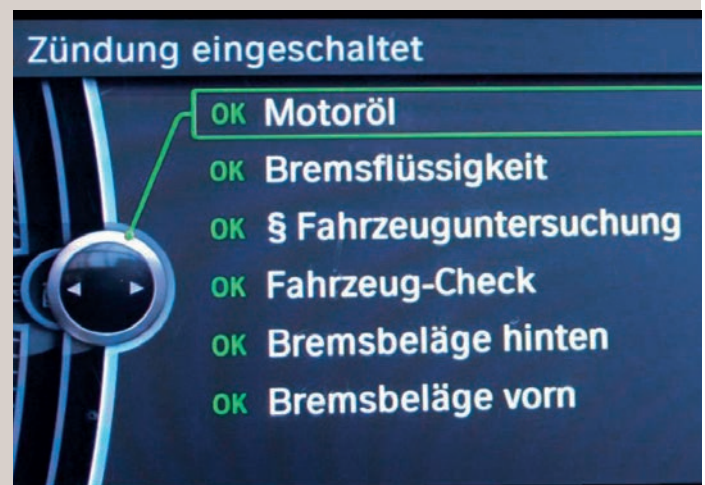 Zündung eingeschaltet
OK Motoröl
OK Bremsflüssigkeit
OK § Fahrzeuguntersuchung
OK Fahrzeug-Check
OK Bremsbeläge hinten
OK Bremsbeläge vorn